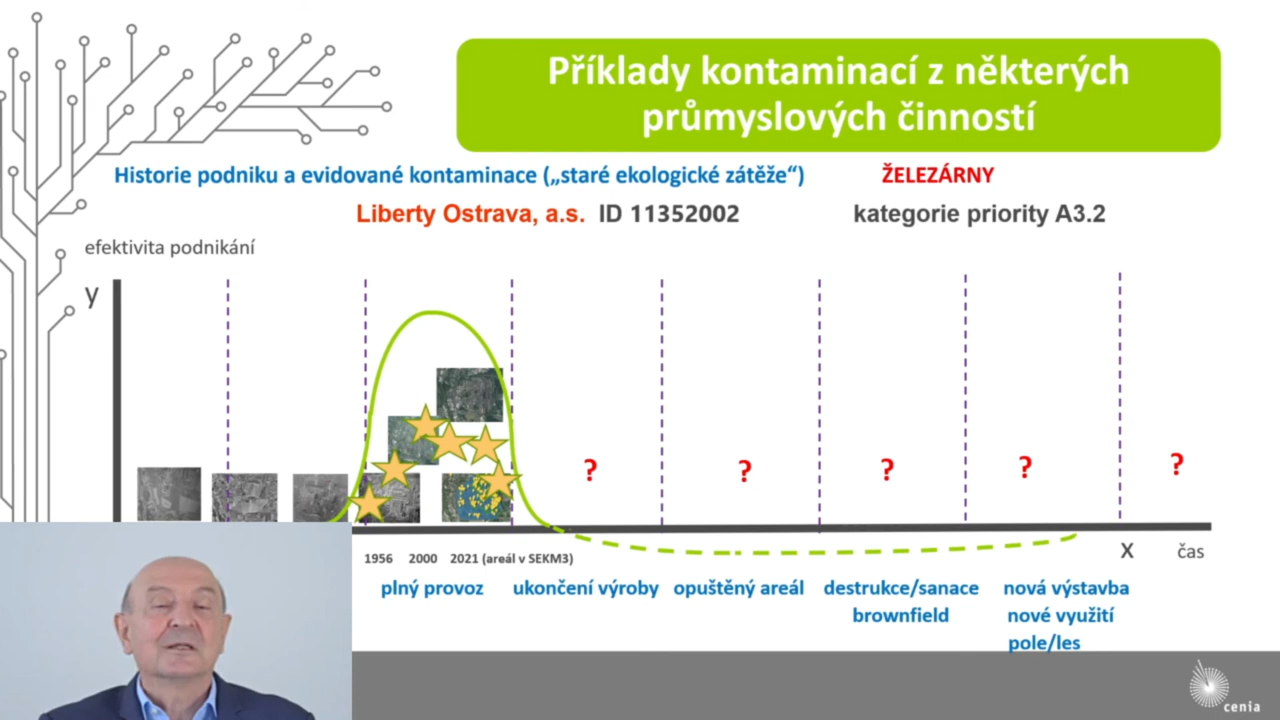 Příklady kontaminací z některých
průmyslových činností
Historie podniku a evidované kontaminace („staré ekologické zátěže“) ŽELEZÁRNY
Liberty Ostrava, a.s. ID 11352002 kategorie priority A3.2
efektivita podnikání
y
? ? ? ? ?
1956 2000 2021 (areál v SEKM3) X čas
plný provoz ukončení výroby opuštěný areál destrukce/sanace nová výstavba
brownfield nové využití
pole/les
cenia